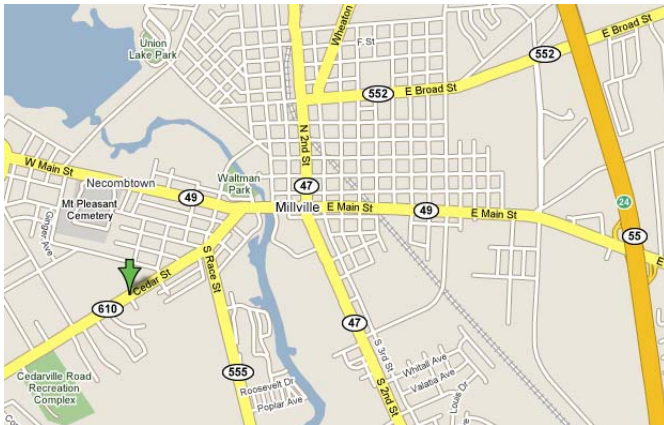 Union
Lake Park
Wheaton
F St
552
E Broad St
552
E Broad St
N 2nd St
W Main St
Waltman
Park
Necombtown
49
47
Mt Pleasant
Cemetery
Millville
E Main St
49
E Main St
24
Ginger Ave
S Race St
55
E
Cedar St
610
47
S 3rd St
Whitall Ave
Valatia Ave
Cedarville Road
Recreation
Complex
555
Roosevelt Dr
Poplar Ave
S 2nd St
Louis Dr